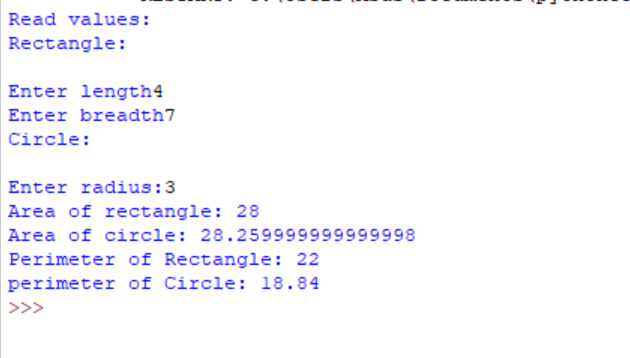 Read values:
Rectangle:
Enter length4
Enter breadth7
Circle:
Enter radius:3
Area of rectangle: 28
Area of circle: 28.259999999999998
Perimeter of Rectangle: 22
perimeter of Circle: 18.84
>>>